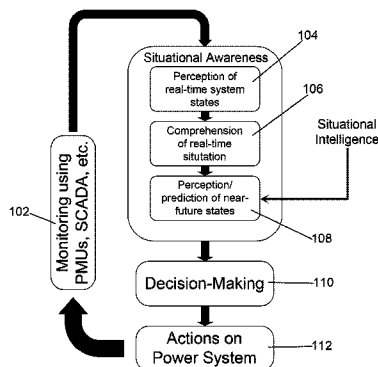 Situational Awareness
104
Perception of
real-time system
states
106
Comprehension
of real-time
situtation
Situational
Intelligence
Perception/
prediction of near-
future states
108
102
Monitoring using
PMUs, SCADA, etc.
Decision-Making
110
Actions on
Power System
112